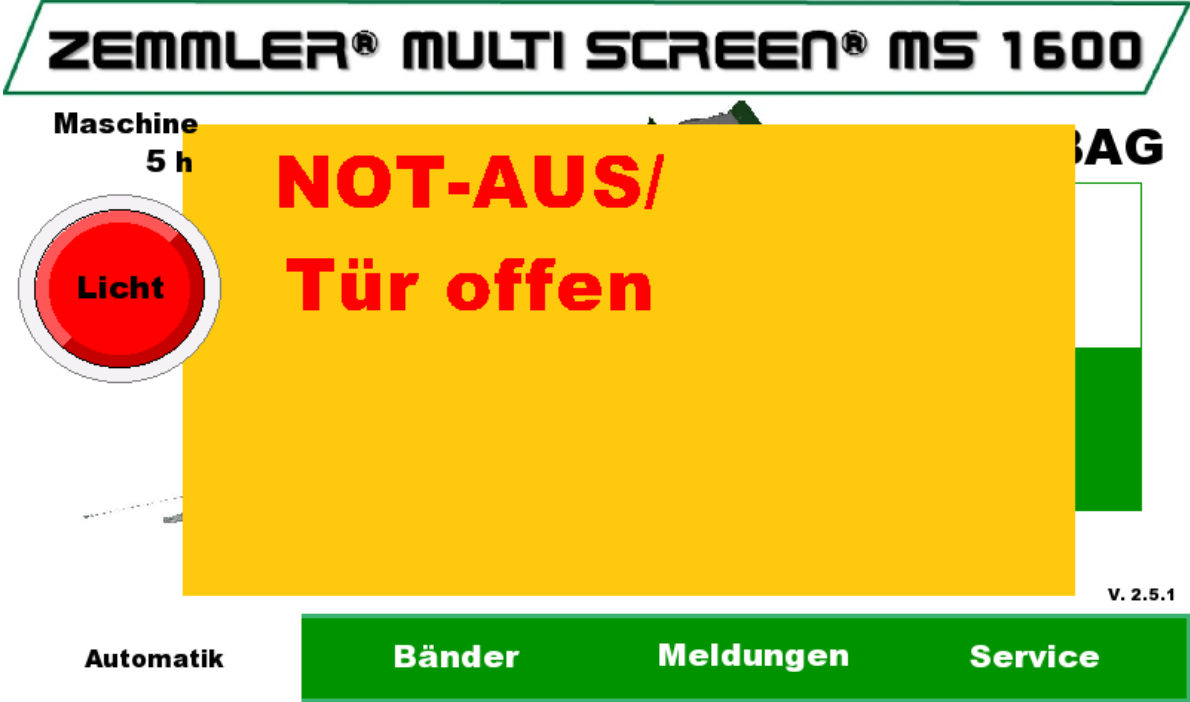 ZEMMLER® MULTI SCREEN® MS 1600
Maschine
5 h
BAG
NOT-AUS/
Tür offen
Licht
V. 2.5.1
Automatik
Bänder
Meldungen
Service